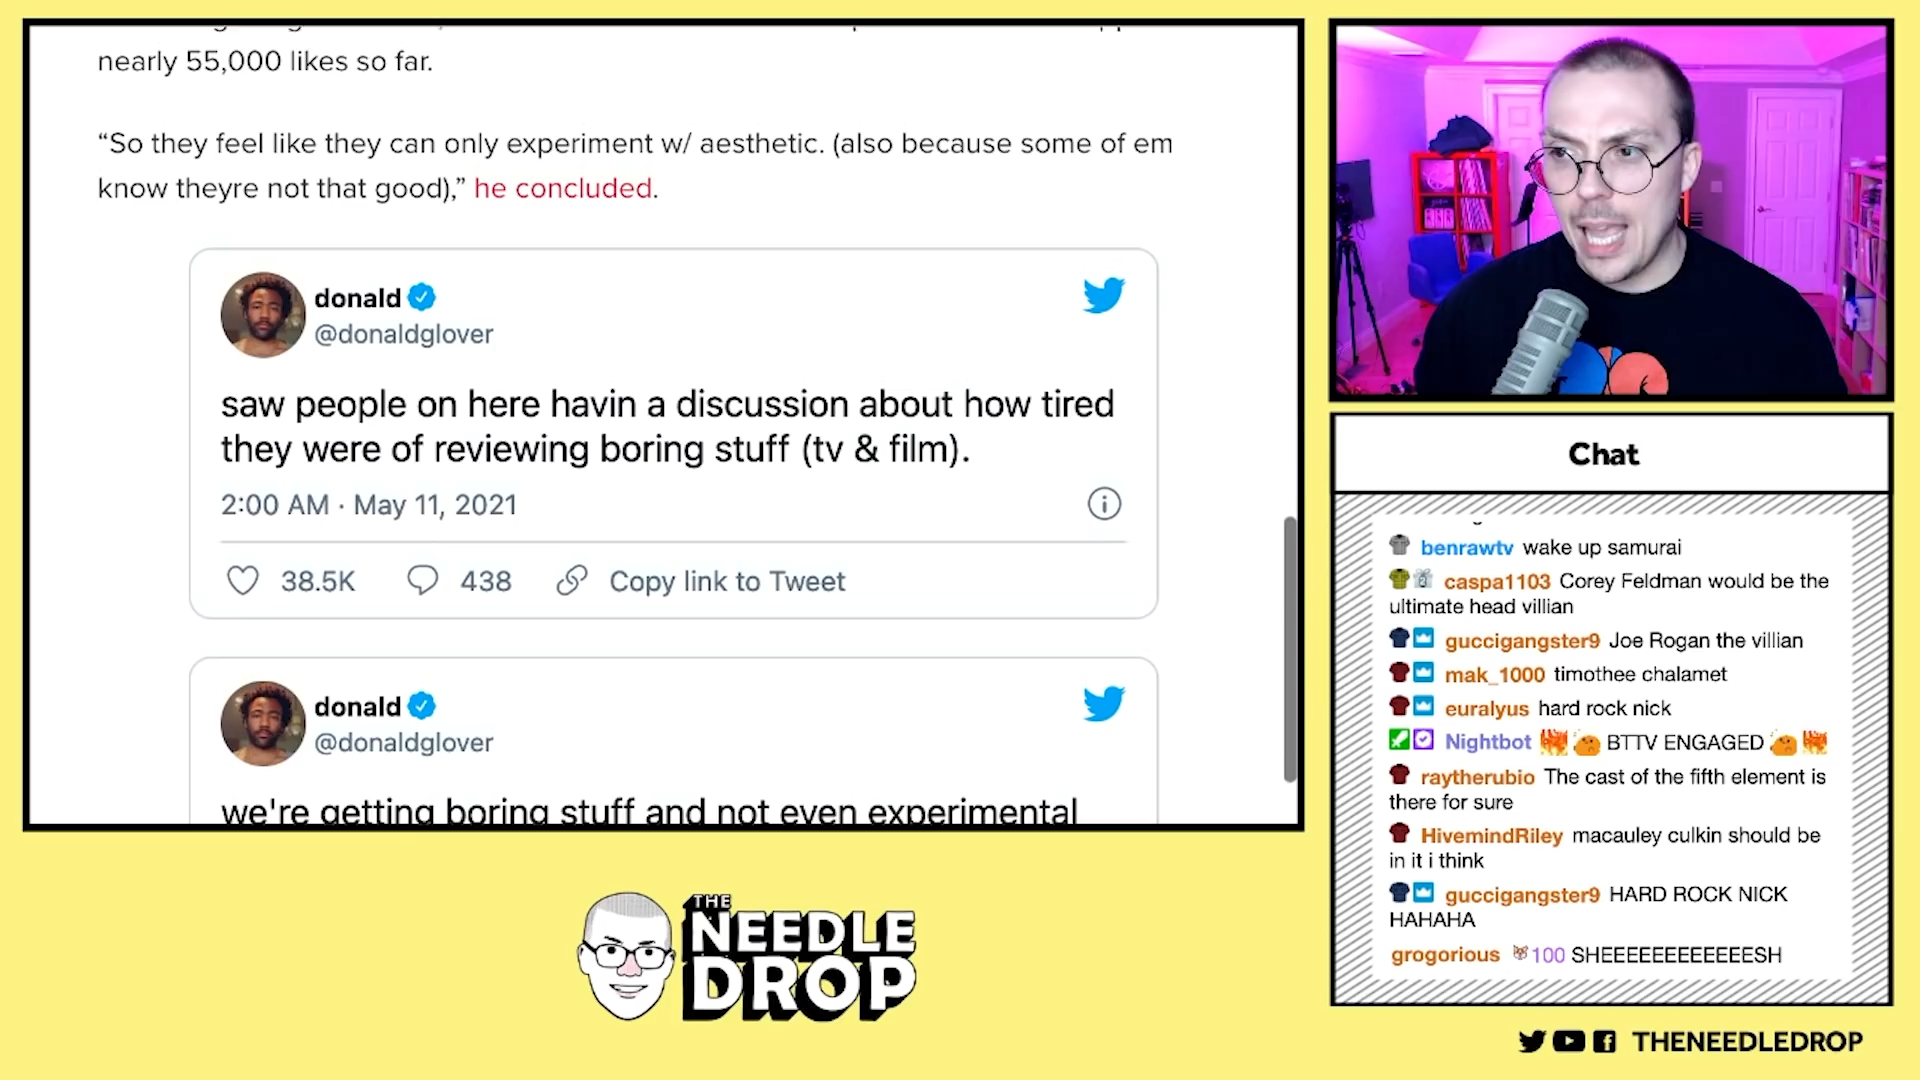 nearly 55,000 likes so far.
“So they feel like they can only experiment w/ aesthetic. (also because some of em
know theyre not that good),” he concluded.
donald
@donaldglover
saw people on here havin a discussion about how tired
they were of reviewing boring stuff (tv & film).
2:00 AM · May 11, 2021
38.5K 438 Copy link to Tweet
donald
@donaldglover
we're getting boring stuff and not even experimental
THE
NEEDLE
DROP
Chat
benrawtv wake up samurai
caspa1103 Corey Feldman would be the
ultimate head villian
guccigangster9 Joe Rogan the villian
mak_1000 timothee chalamet
euralyus hard rock nick
Nightbot BTTV ENGAGED
raytherubio The cast of the fifth element is
there for sure
HivemindRiley macauley culkin should be
in it i think
guccigangster9 HARD ROCK NICK
HAHAHA
grogorious 100 SHEEEEEEEEEEEEESH
THENEEDLEDROP